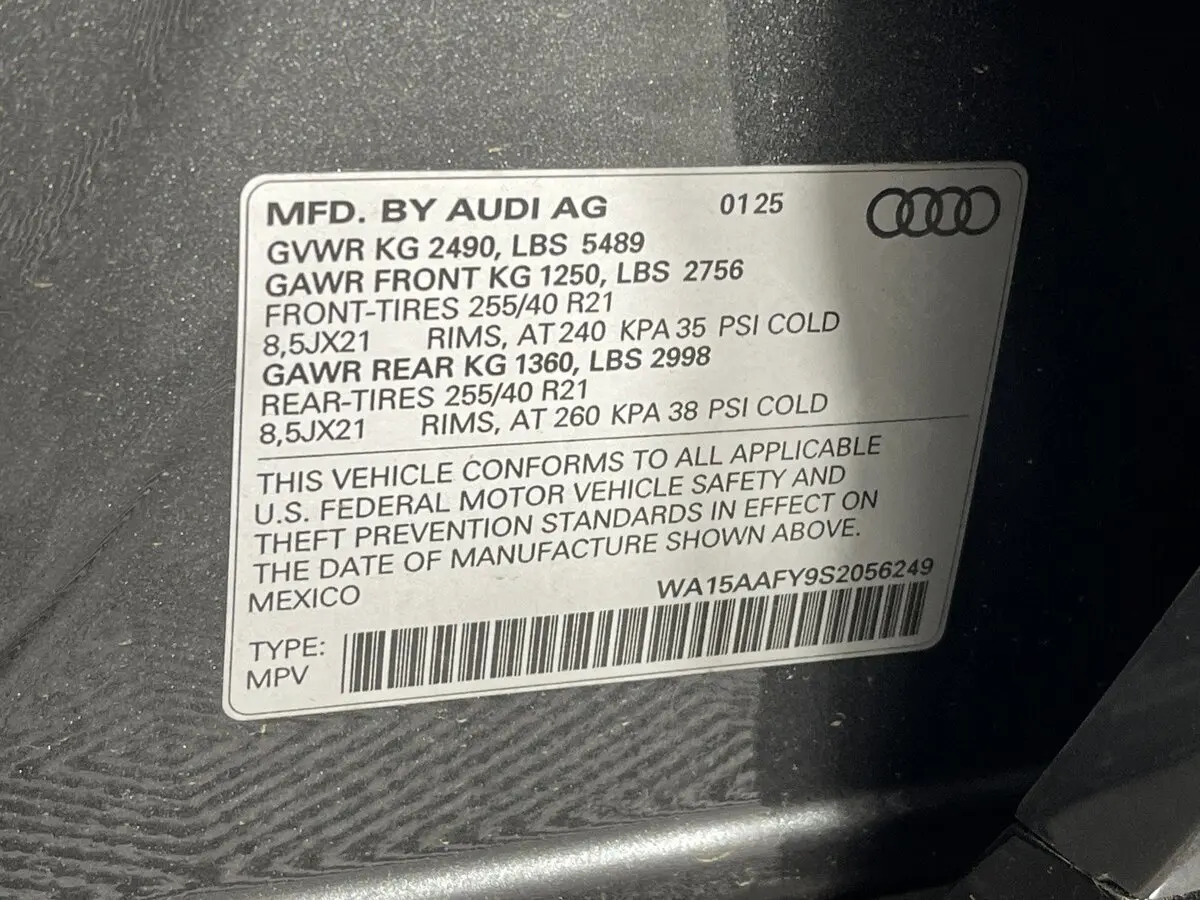 MFD. BY AUDI AG 0125
GVWR KG 2490, LBS 5489
GAWR FRONT KG 1250, LBS 2756
FRONT-TIRES 255/40 R21
8,5JX21 RIMS, AT 240 KPA 35 PSI COLD
GAWR REAR KG 1360, LBS 2998
REAR-TIRES 255/40 R21
8,5JX21 RIMS, AT 260 KPA 38 PSI COLD
THIS VEHICLE CONFORMS TO ALL APPLICABLE
U.S. FEDERAL MOTOR VEHICLE SAFETY AND
THEFT PREVENTION STANDARDS IN EFFECT ON
THE DATE OF MANUFACTURE SHOWN ABOVE.
MEXICO WA15AAFY9S2056249
TYPE:
MPV